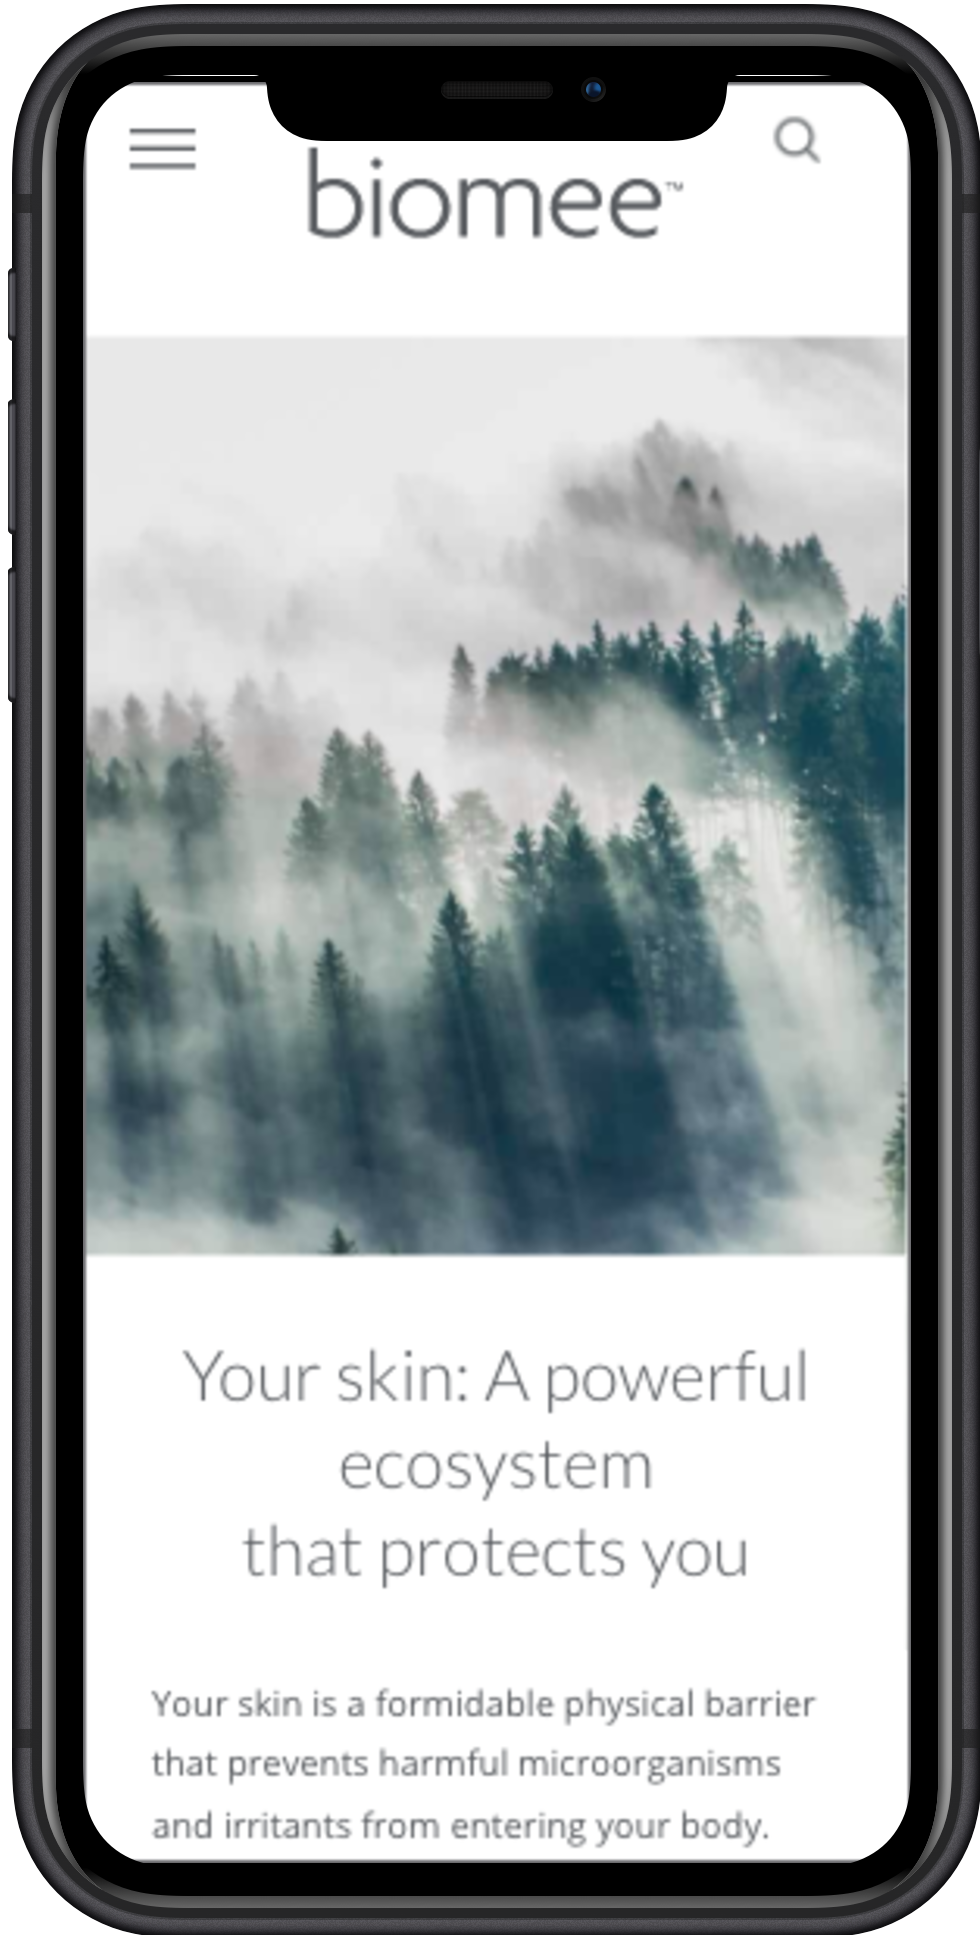 biomee™
Your skin: A powerful
ecosystem
that protects you
Your skin is a formidable physical barrier
that prevents harmful microorganisms
and irritants from entering your body.